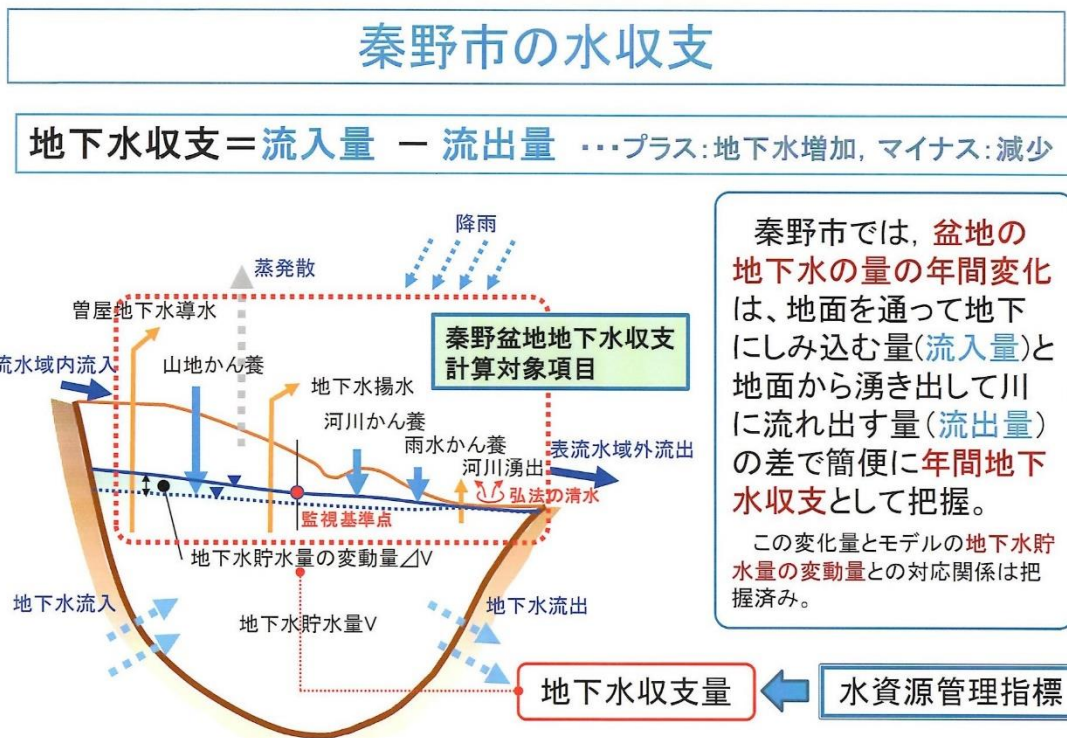 秦野市の水収支
地下水収支＝流入量 － 流出量 ･･･プラス：地下水増加，マイナス：減少
降雨
蒸発散
曽屋地下水導水
流水域内流入
山地かん養
地下水揚水
秦野盆地地下水収支
計算対象項目
河川かん養
雨水かん養
河川湧出
弘法の清水
表流水域外流出
監視基準点
地下水貯水量の変動量⊿V
地下水流入
地下水貯水量V
地下水流出
秦野市では，盆地の
地下水の量の年間変化
は、地面を通って地下
にしみ込む量(流入量)と
地面から湧き出して川
に流れ出す量(流出量)
の差で簡便に年間地下
水収支として把握。
この変化量とモデルの地下水貯
水量の変動量との対応関係は把
握済み。
地下水収支量
水資源管理指標